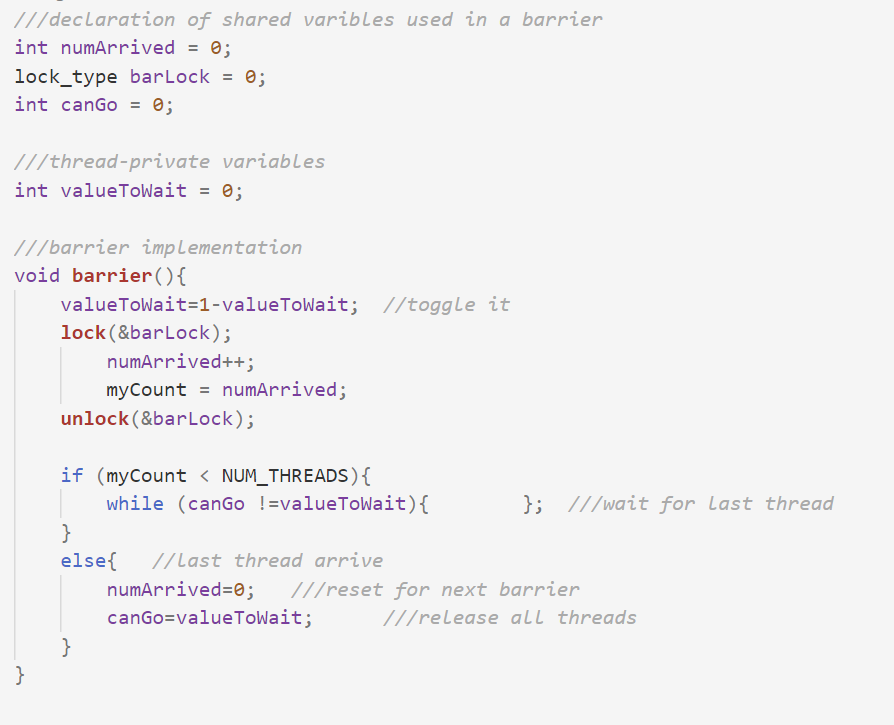 ///declaration of shared varibles used in a barrier
int numArrived = 0;
lock_type barLock = 0;
int canGo = 0;
///thread-private variables
int valueToWait = 0;
///barrier implementation
void barrier(){
    valueToWait=1-valueToWait;  //toggle it
    lock(&barLock);
        numArrived++;
        myCount = numArrived;
    unlock(&barLock);
    if (myCount < NUM_THREADS){
        while (canGo !=valueToWait){        };  ///wait for last thread
    }
    else{   //last thread arrive
        numArrived=0;   ///reset for next barrier
        canGo=valueToWait;      ///release all threads
    }
}